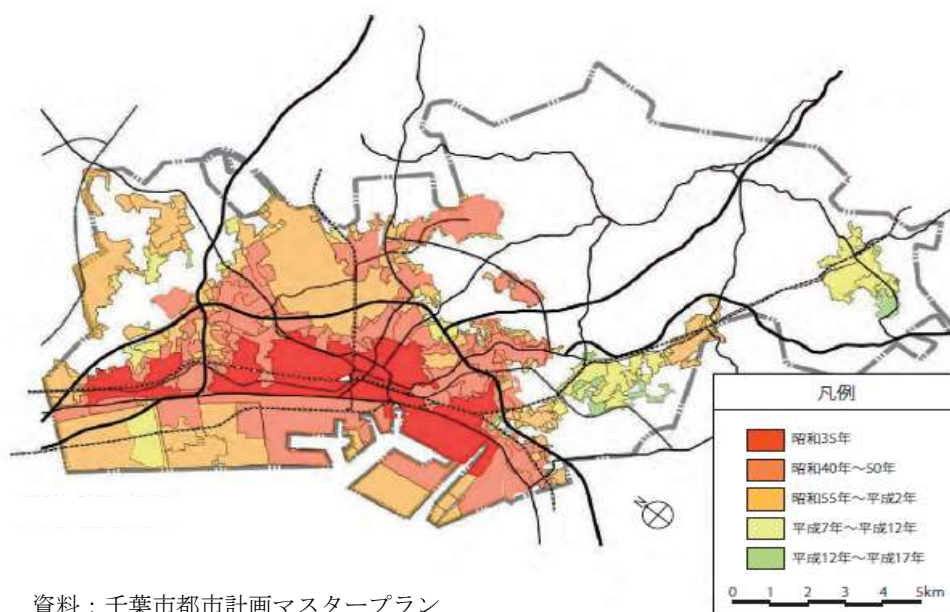 N
凡例
昭和35年
昭和40年～50年
昭和55年～平成2年
平成7年～平成12年
平成12年～平成17年
0 1 2 3 4 5km
資料：千葉市都市計画マスタープラン